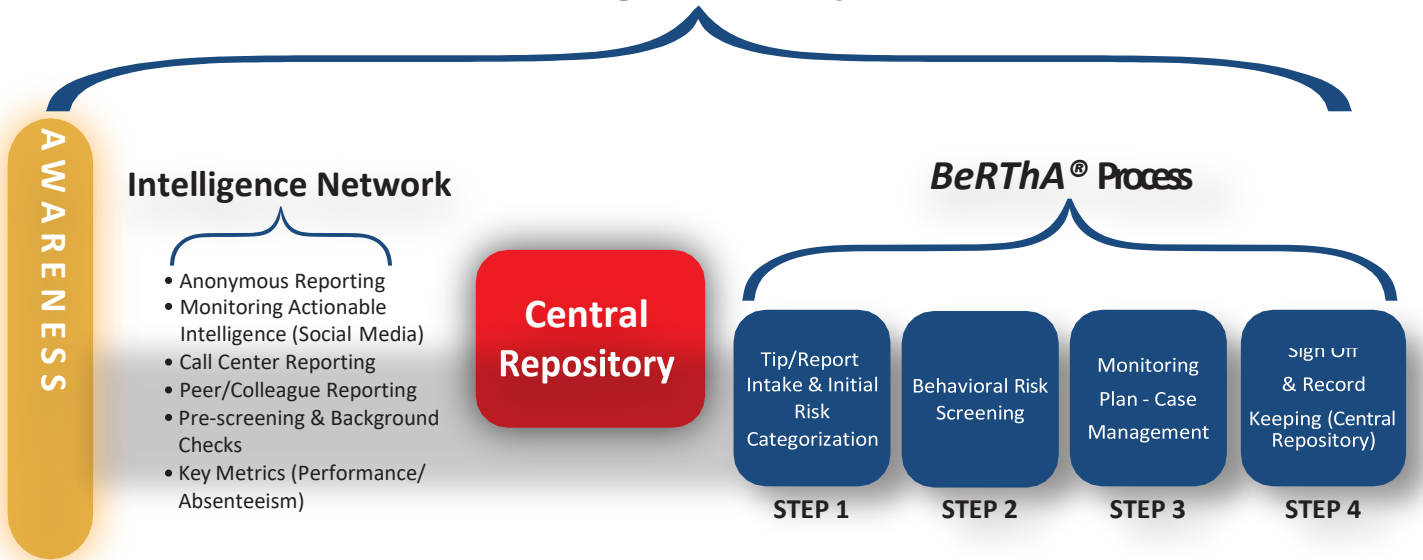 AWARENESS
Intelligence Network
• Anonymous Reporting
• Monitoring Actionable
Intelligence (Social Media)
• Call Center Reporting
• Peer/Colleague Reporting
• Pre-screening & Background
Checks
• Key Metrics (Performance/
Absenteeism)
Central
Repository
BeRThA® Process
Tip/Report
Intake & Initial
Risk
Categorization
STEP 1
Behavioral Risk
Screening
STEP 2
Monitoring
Plan - Case
Management
STEP 3
Sign Off
& Record
Keeping (Central
Repository)
STEP 4